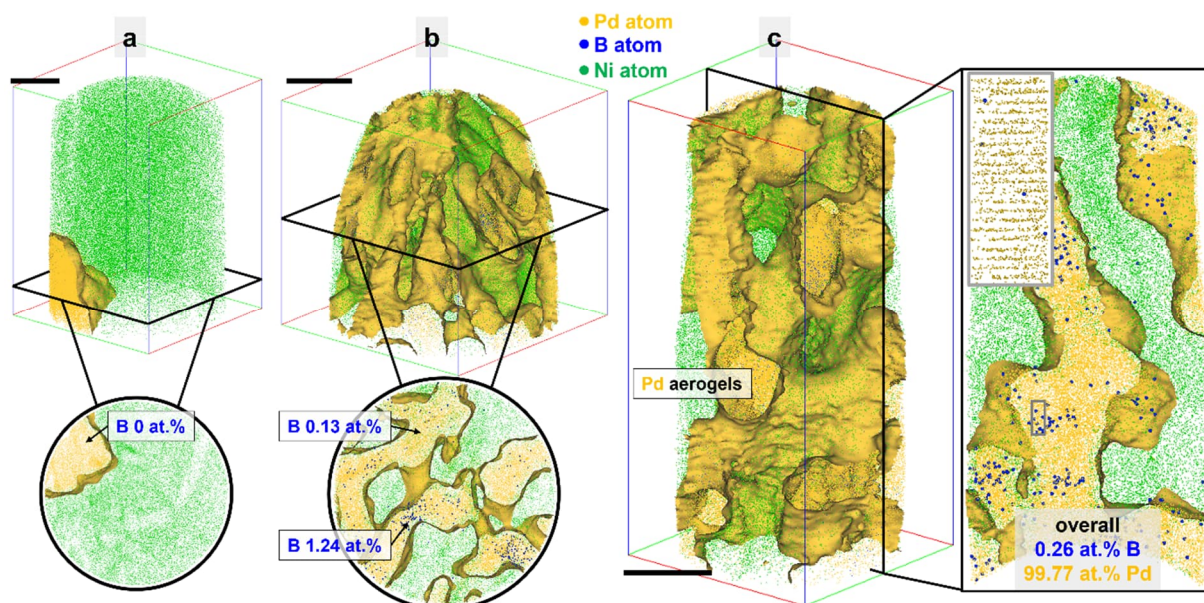 a
b
Pd atom
B atom
Ni atom
c
B 0 at.%
B 0.13 at.%
B 1.24 at.%
Pd aerogels
overall
0.26 at.% B
99.77 at.% Pd